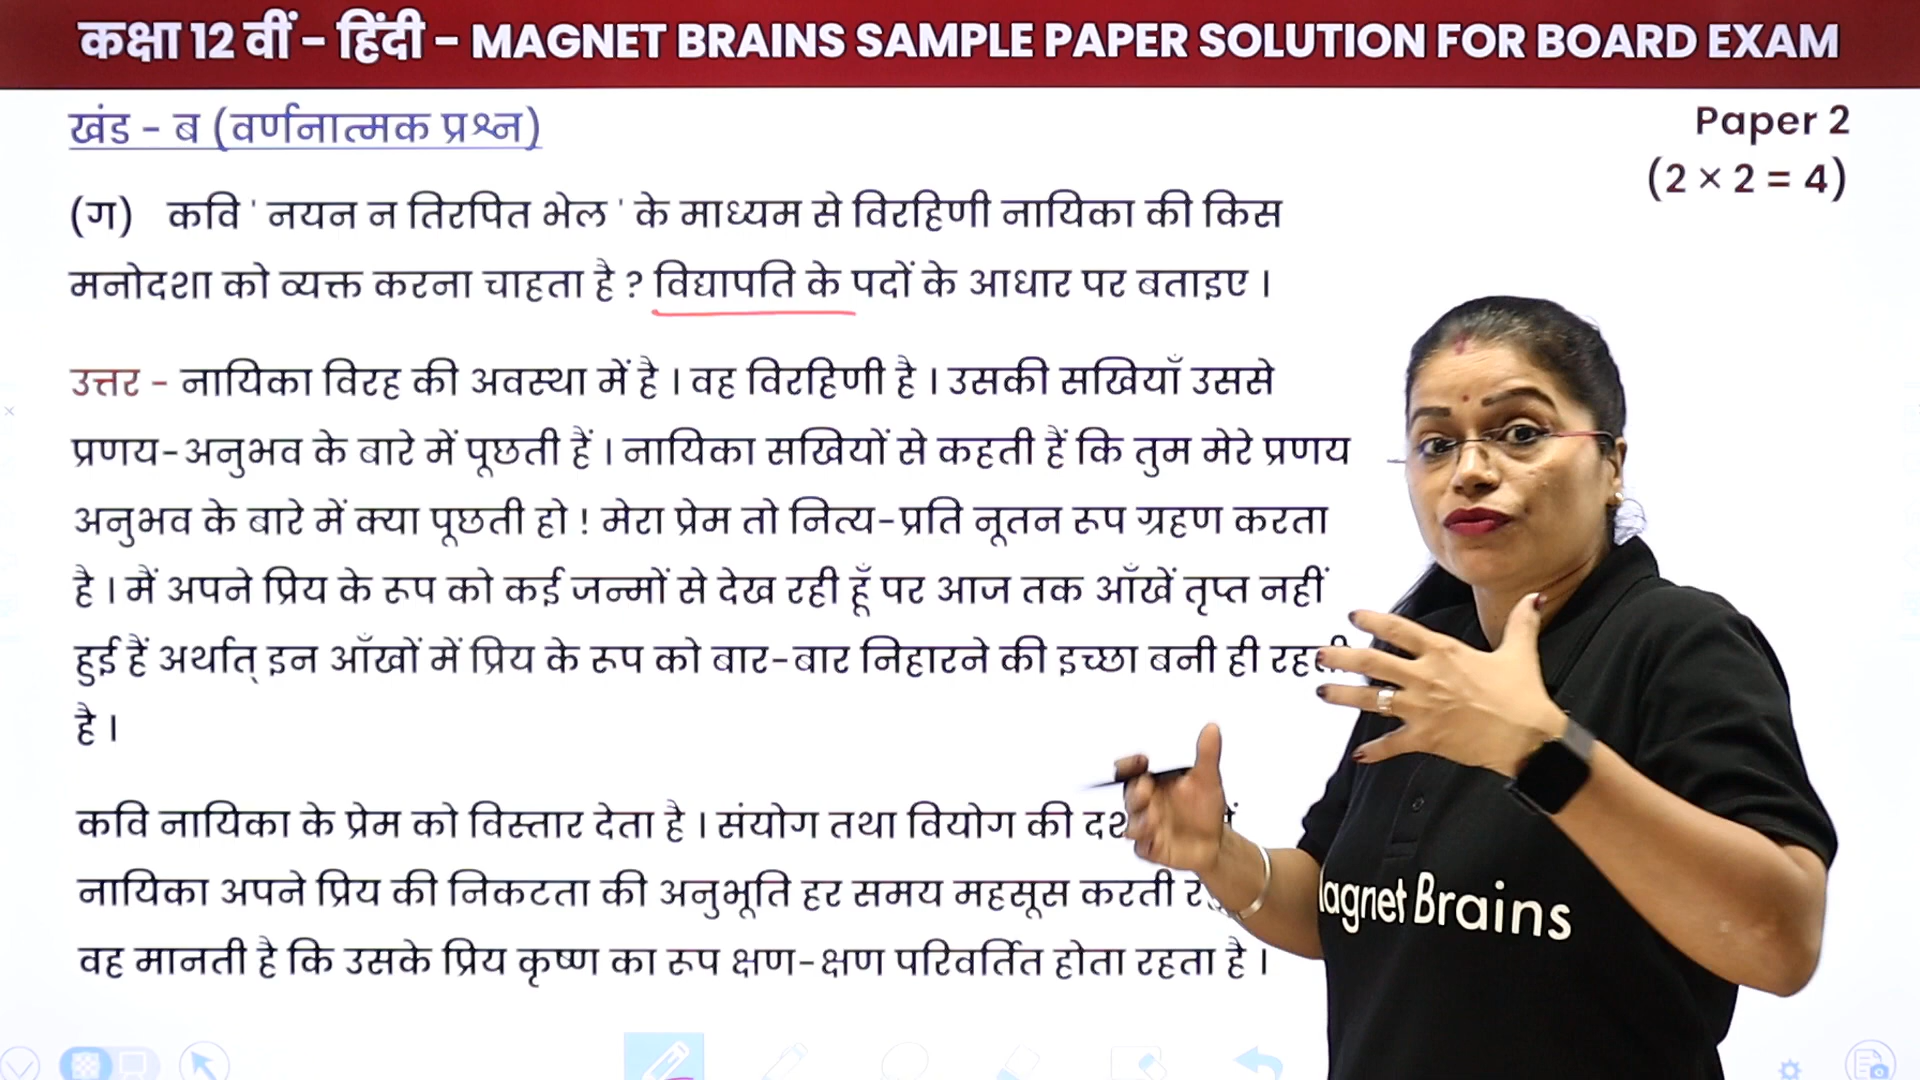 कक्षा 12 वीं – हिंदी – MAGNET BRAINS SAMPLE PAPER SOLUTION FOR BOARD EXAM
खंड - ब (वर्णनात्मक प्रश्न)
Paper 2
(2 × 2 = 4)
(ग) कवि ' नयन न तिरपित भेल ' के माध्यम से विरहिणी नायिका की किस
मनोदशा को व्यक्त करना चाहता है ? विद्यापति के पदों के आधार पर बताइए ।
उत्तर - नायिका विरह की अवस्था में है । वह विरहिणी है । उसकी सखियाँ उससे
प्रणय-अनुभव के बारे में पूछती हैं । नायिका सखियों से कहती हैं कि तुम मेरे प्रणय
अनुभव के बारे में क्या पूछती हो ! मेरा प्रेम तो नित्य-प्रति नूतन रूप ग्रहण करता
है । मैं अपने प्रिय के रूप को कई जन्मों से देख रही हूँ पर आज तक आँखें तृप्त नहीं
हुई हैं अर्थात् इन आँखों में प्रिय के रूप को बार-बार निहारने की इच्छा बनी ही रहती
है ।
कवि नायिका के प्रेम को विस्तार देता है । संयोग तथा वियोग की
नायिका अपने प्रिय की निकटता की अनुभूति हर समय महसूस करती
वह मानती है कि उसके प्रिय कृष्ण का रूप क्षण-क्षण परिवर्तित होता रहता है ।
Brains